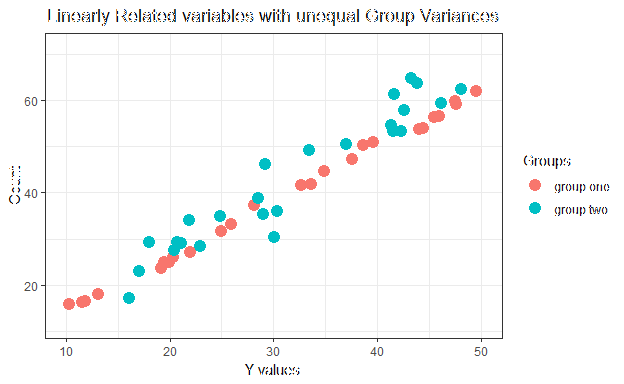 Linearly Related variables with unequal Group Variances
60
40
20
Count
10 20 30 40 50
Y values
Groups
group one
group two